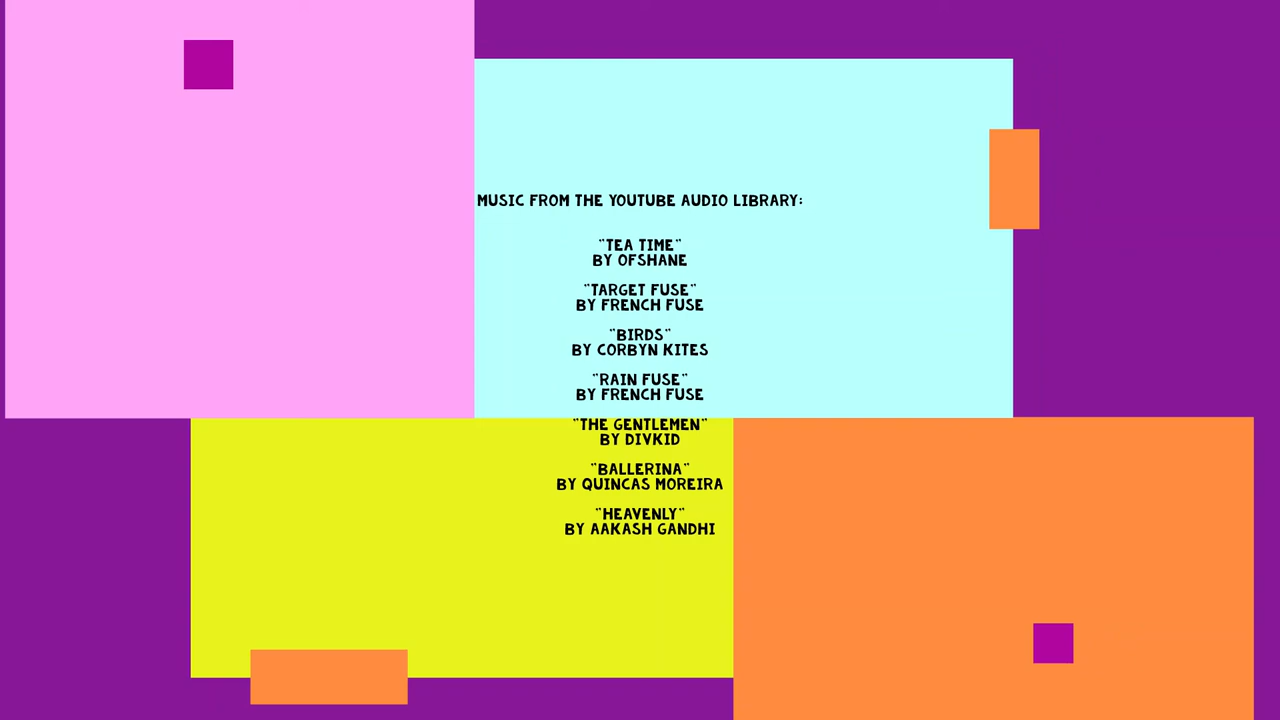 MUSIC FROM THE YOUTUBE AUDIO LIBRARY:
"TEA TIME"
BY OFSHANE
"TARGET FUSE"
BY FRENCH FUSE
"BIRDS"
BY CORBYN KITES
"RAIN FUSE"
BY FRENCH FUSE
"THE GENTLEMEN"
BY DIVKID
"BALLERINA"
BY QUINCAS MOREIRA
"HEAVENLY"
BY AAKASH GANDHI